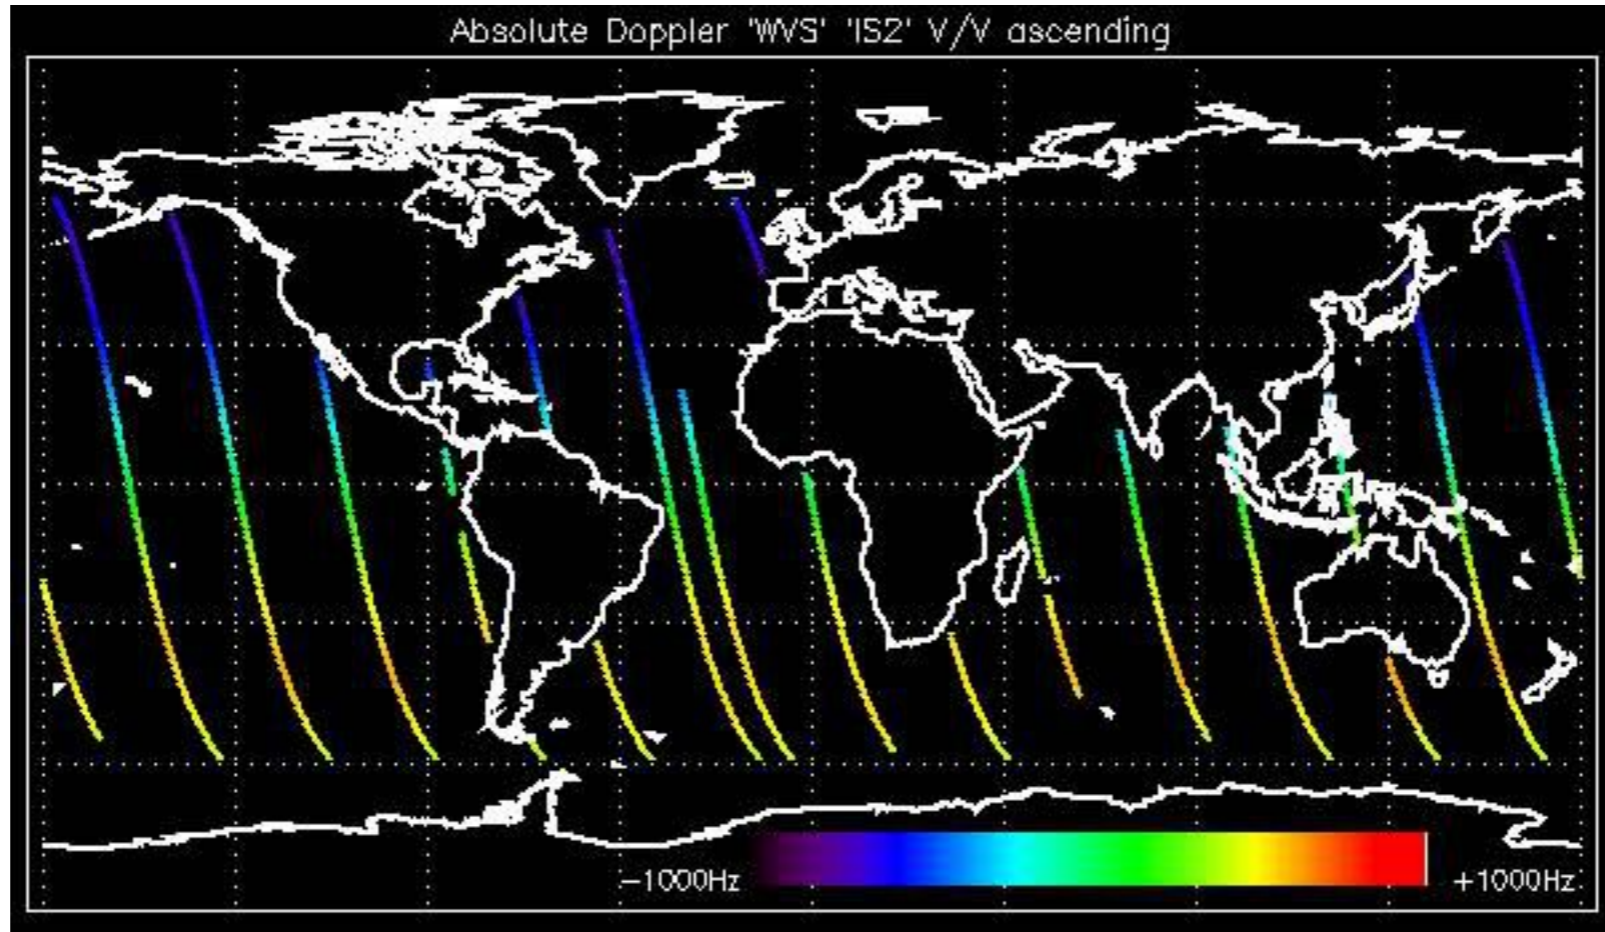 Absolute Doppler 'WVS' 'IS2' V/V ascending
−1000Hz +1000Hz